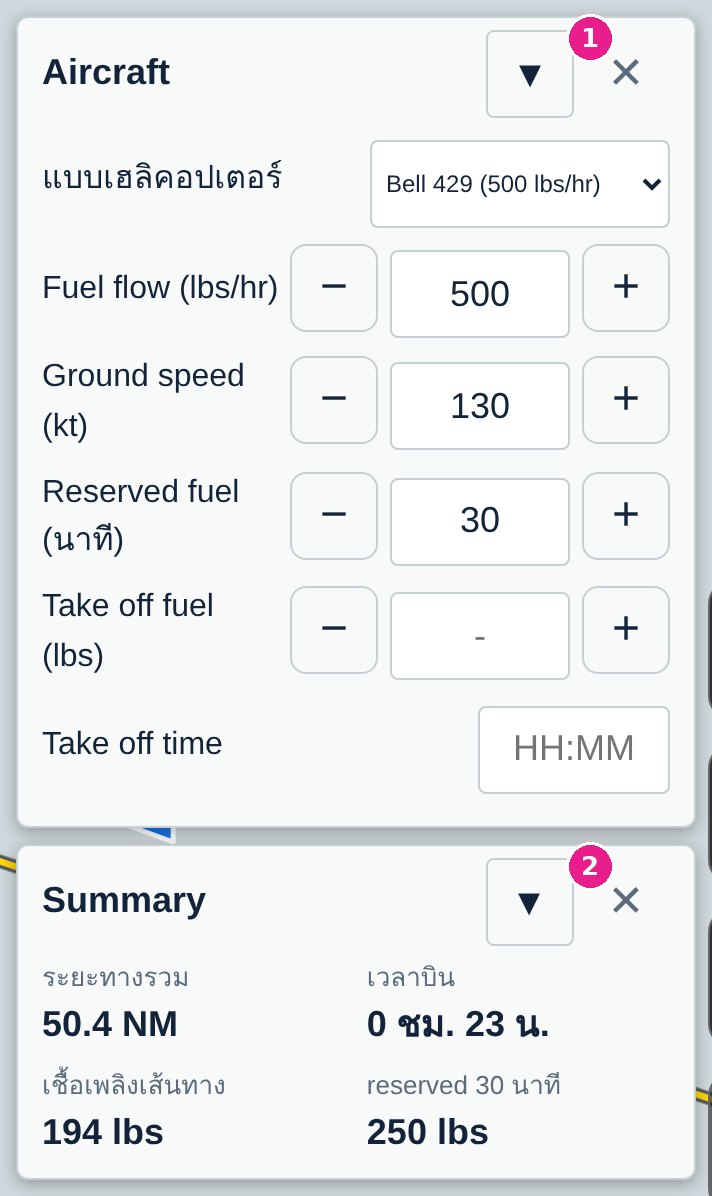 Aircraft ▼ 1 ✕
แบบเฮลิคอปเตอร์ Bell 429 (500 lbs/hr)
Fuel flow (lbs/hr) − 500 +
Ground speed
(kt) − 130 +
Reserved fuel
(นาที) − 30 +
Take off fuel
(lbs) − - +
Take off time HH:MM
Summary ▼ 2 ✕
ระยะทางรวม เวลาบิน
50.4 NM 0 ชม. 23 น.
เชื้อเพลิงเส้นทาง reserved 30 นาที
194 lbs 250 lbs